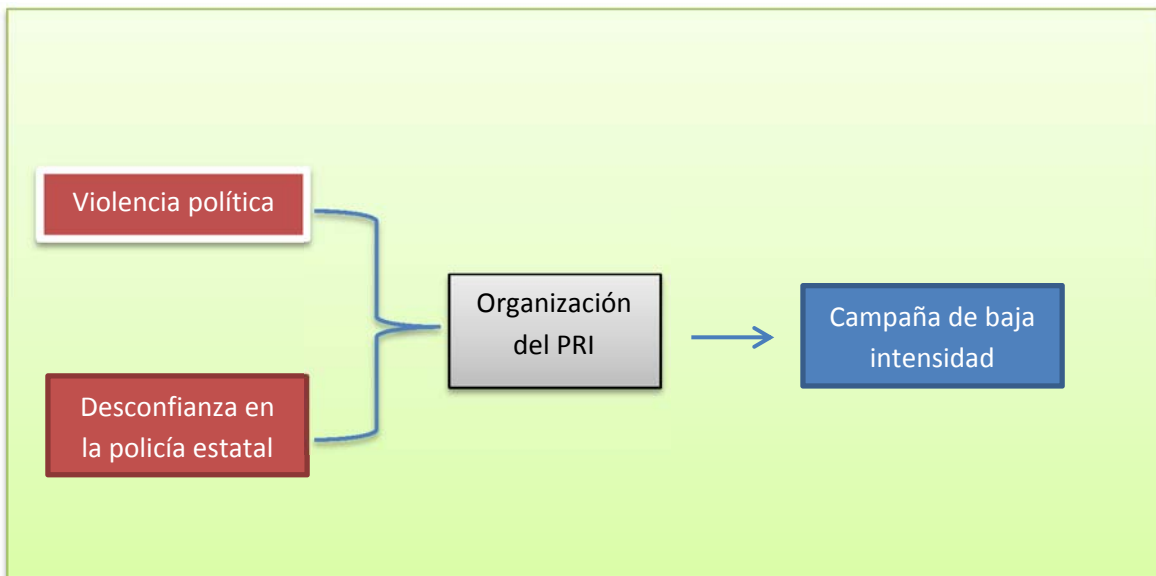 Violencia política
Desconfianza en
la policía estatal
Organización
del PRI
Campaña de baja
intensidad